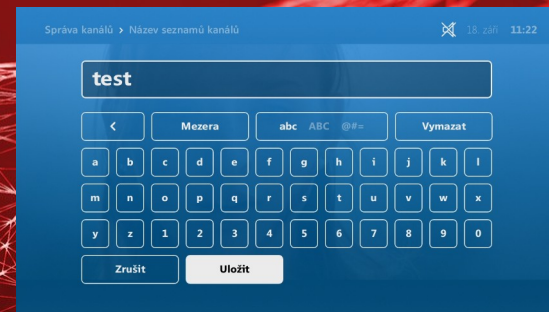 Správa kanálů > Název seznamů kanálů 18. září 11:22
test
< Mezera abc ABC @#= Vymazat
a b c d e f g h i j k l
m n o p q r s t u v w x
y z 1 2 3 4 5 6 7 8 9 0
Zrušit Uložit